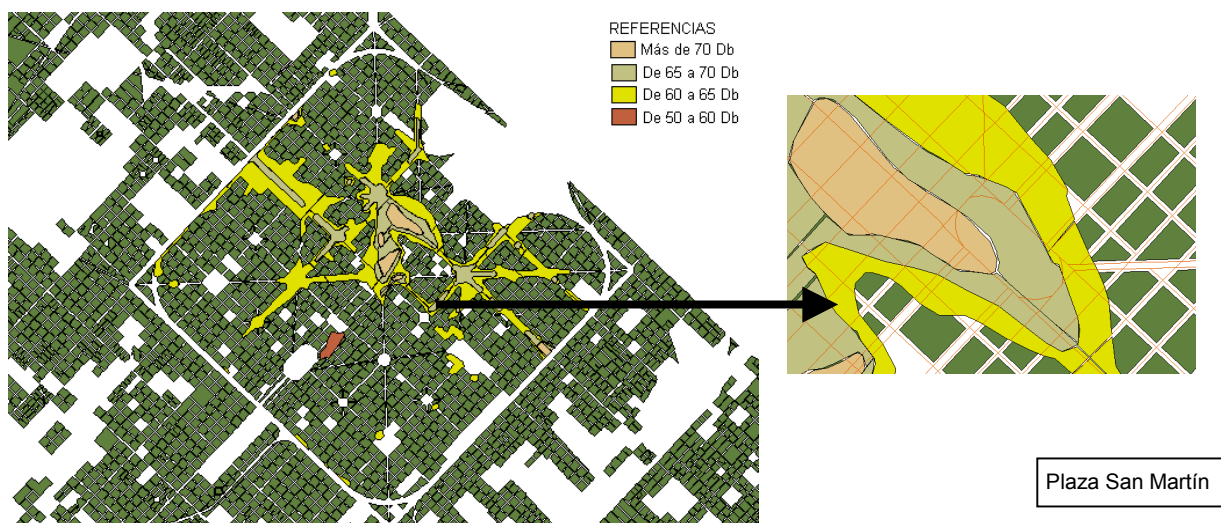 REFERENCIAS
Más de 70 Db
De 65 a 70 Db
De 60 a 65 Db
De 50 a 60 Db
Plaza San Martín